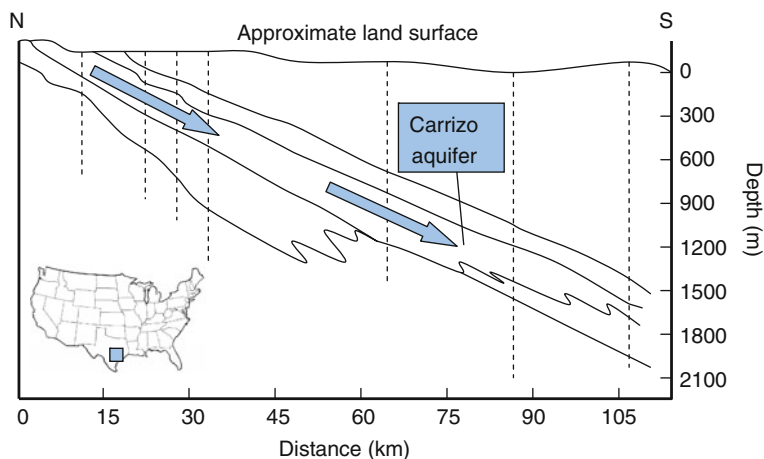 N
S
Approximate land surface
Carrizo
aquifer
0
300
600
900
1200
1500
1800
2100
Depth (m)
0
15
30
45
60
75
90
105
Distance (km)